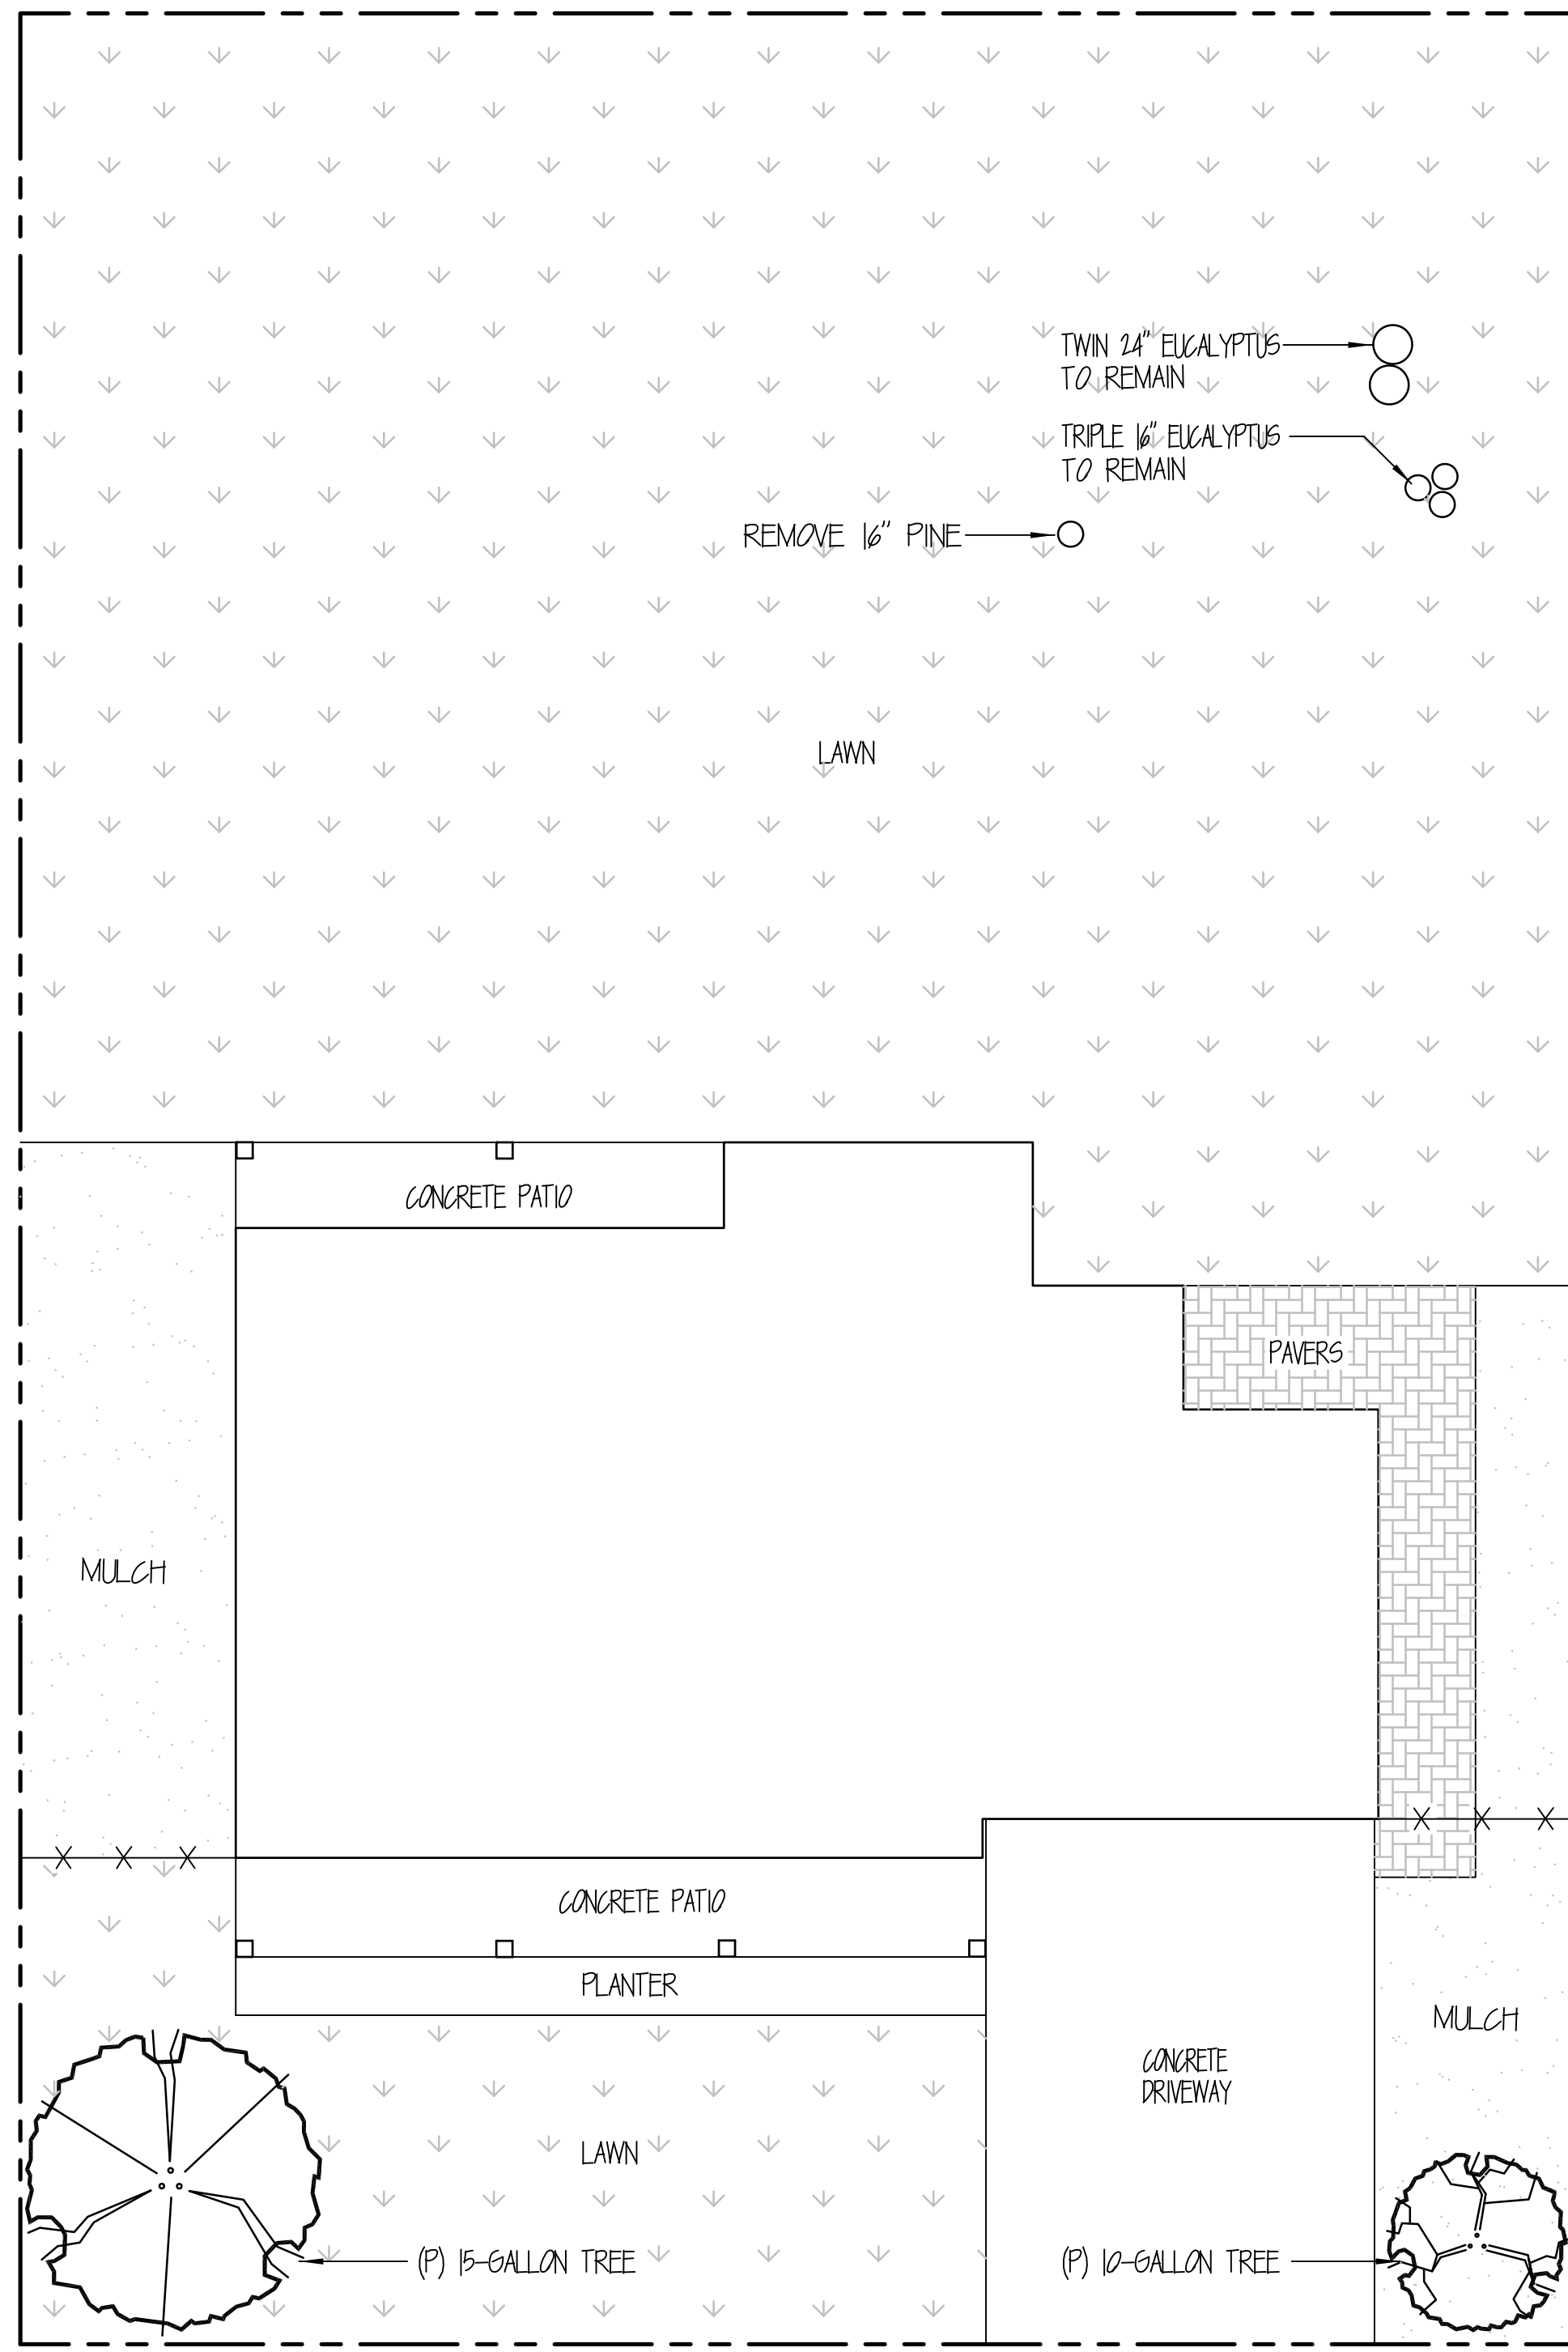 TWIN 24" EUCALYPTUS
TO REMAIN
TRIPLE 16" EUCALYPTUS
TO REMAIN
REMOVE 16" PINE
LAWN
CONCRETE PATIO
PAVERS
MULCH
CONCRETE PATIO
PLANTER
MULCH
CONCRETE
DRIVEWAY
LAWN
(P) 15-GALLON TREE
(P) 10-GALLON TREE